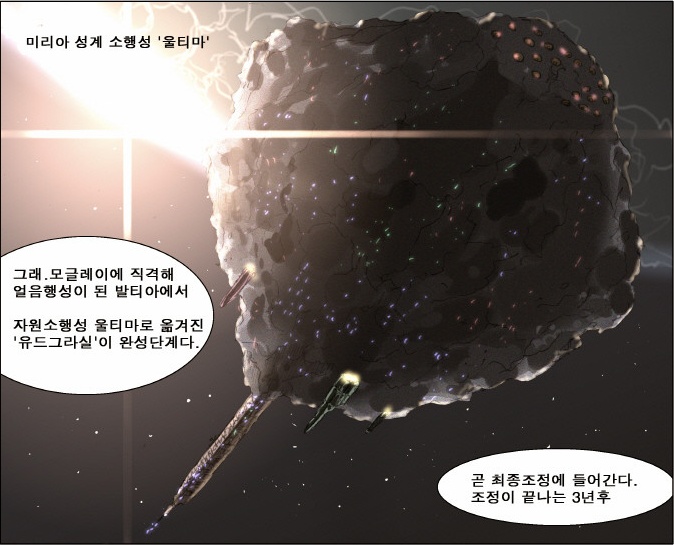 미리아 성계 소행성 '울티마'
그래.모글레이에 직격해
얼음행성이 된 발티아에서
자원소행성 울티마로 옮겨진
'유드그라실'이 완성단계다.
곧 최종조정에 들어간다.
조정이 끝나는 3년후